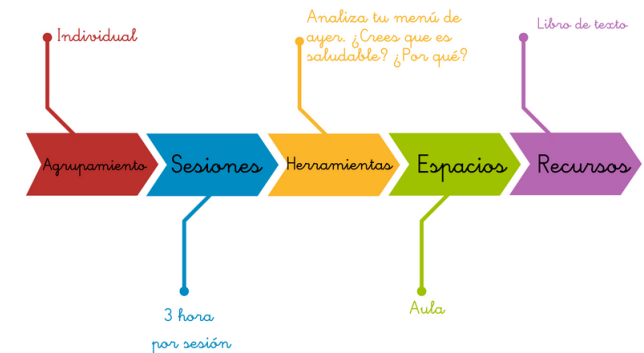 Individual
Analiza tu menú de
ayer. ¿Crees que es
saludable? ¿Por qué?
Libro de texto
Agrupamiento
Sesiones
Herramientas
Espacios
Recursos
3 hora
por sesión
Aula